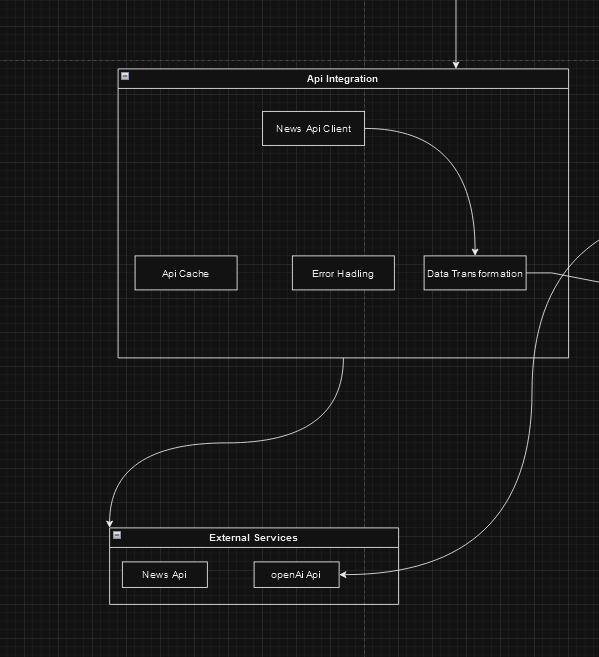 Api Integration
News Api Client
Api Cache
Error Hadling
Data Transformation
External Services
News Api
openAi Api